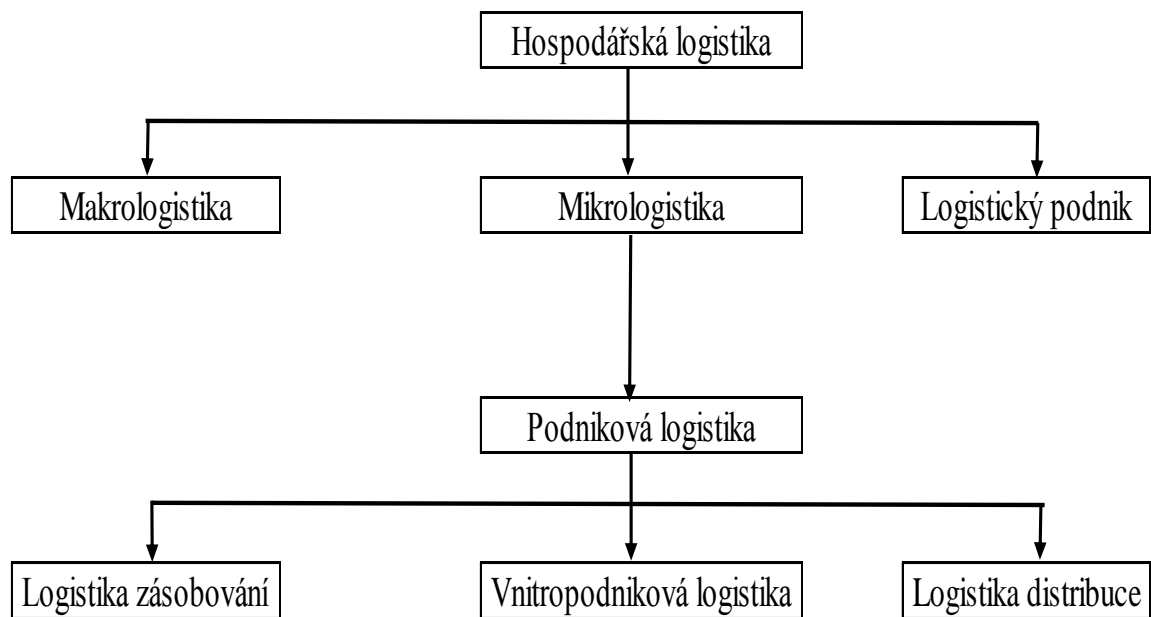 Hospodářská logistika
Makrologistika
Mikrologistika
Logistický podnik
Podniková logistika
Logistika zásobování
Vnitropodniková logistika
Logistika distribuce